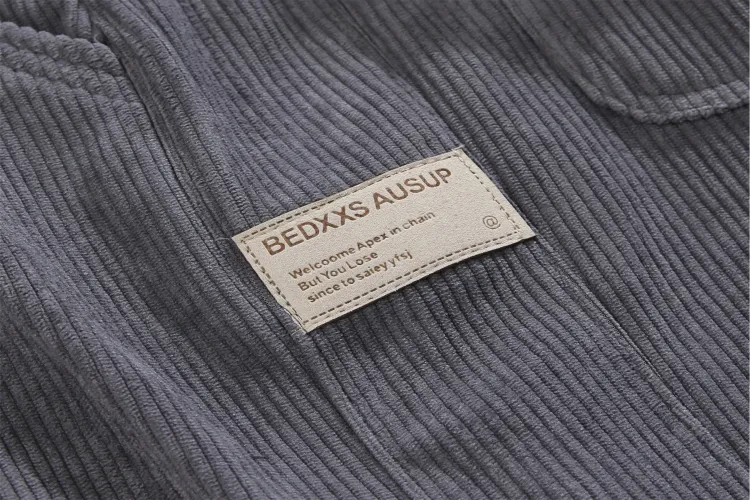 BEDXXS AUSUP
Welcoome Apex in chain
But You Lose
since to saiey yfsj
@